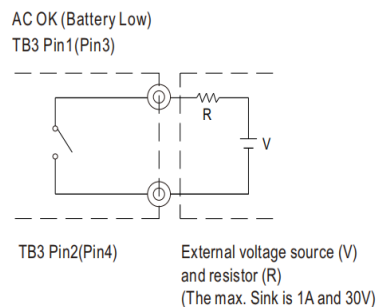 AC OK (Battery Low)
TB3 Pin1(Pin3)
R
V
TB3 Pin2(Pin4)
External voltage source (V)
and resistor (R)
(The max. Sink is 1A and 30V)